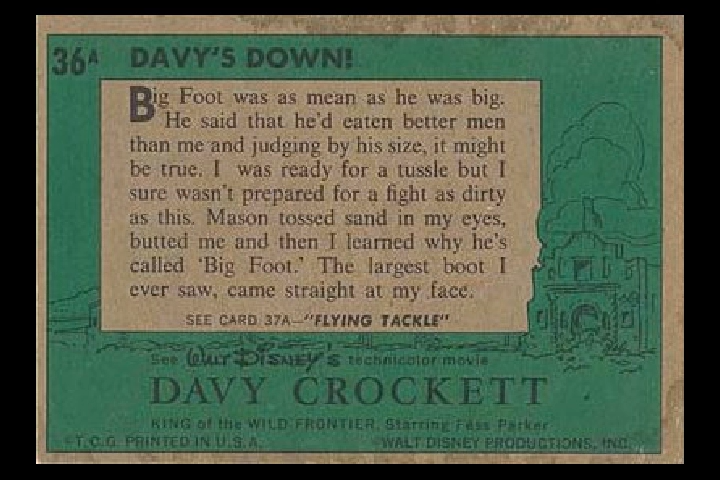 36A DAVY'S DOWN!
Big Foot was as mean as he was big.
He said that he'd eaten better men
than me and judging by his size, it might
be true. I was ready for a tussle but I
sure wasn't prepared for a fight as dirty
as this. Mason tossed sand in my eyes,
butted me and then I learned why he's
called 'Big Foot.' The largest boot I
ever saw, came straight at my face.
SEE CARD 37A—"FLYING TACKLE"
See WALT DISNEY'S technicolor movie
DAVY CROCKETT
KING of the WILD FRONTIER, Starring Fess Parker
©T.C.G. PRINTED IN U.S.A. ©WALT DISNEY PRODUCTIONS, INC.